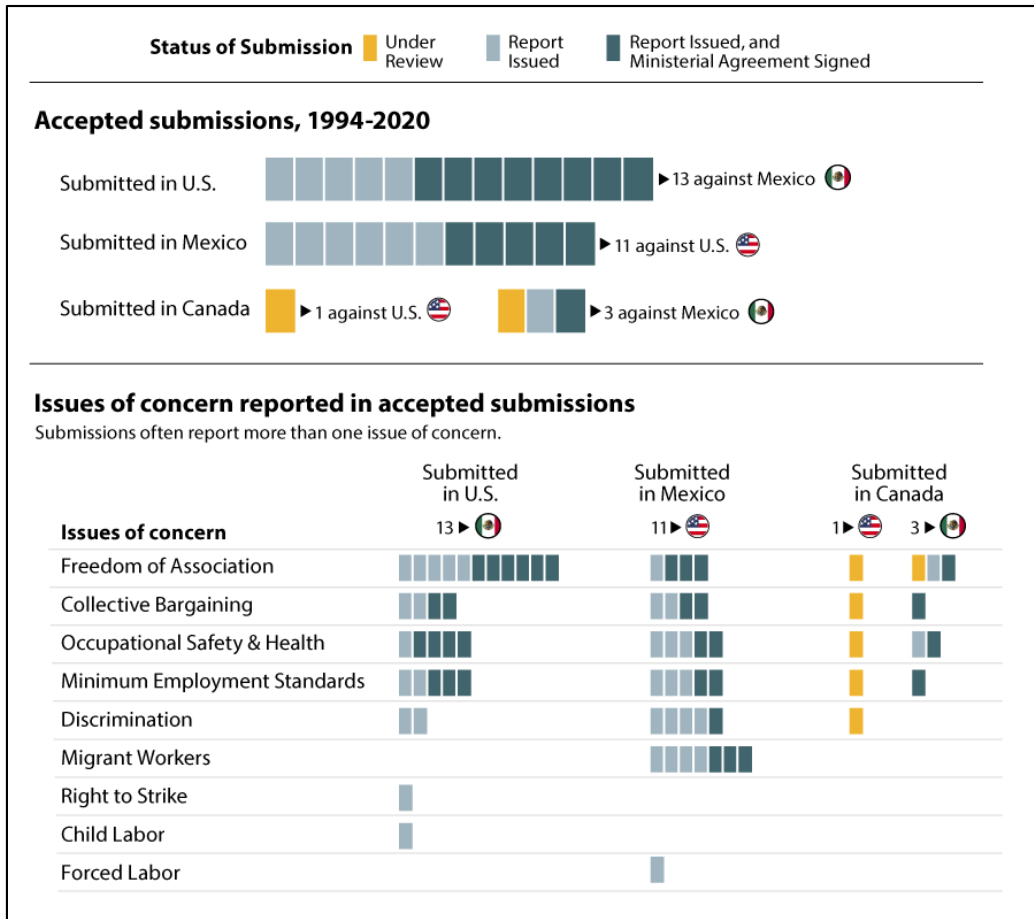 Status of Submission
Under
Review
Report
Issued
Report Issued, and
Ministerial Agreement Signed
Accepted submissions, 1994-2020
Submitted in U.S.
▶13 against Mexico
Submitted in Mexico
▶11 against U.S.
Submitted in Canada
▶1 against U.S.
▶3 against Mexico
Issues of concern reported in accepted submissions
Submissions often report more than one issue of concern.
Submitted
in U.S.
Submitted
in Mexico
Submitted
in Canada
Issues of concern
13▶
11▶
1▶
3▶
Freedom of Association
Collective Bargaining
Occupational Safety & Health
Minimum Employment Standards
Discrimination
Migrant Workers
Right to Strike
Child Labor
Forced Labor